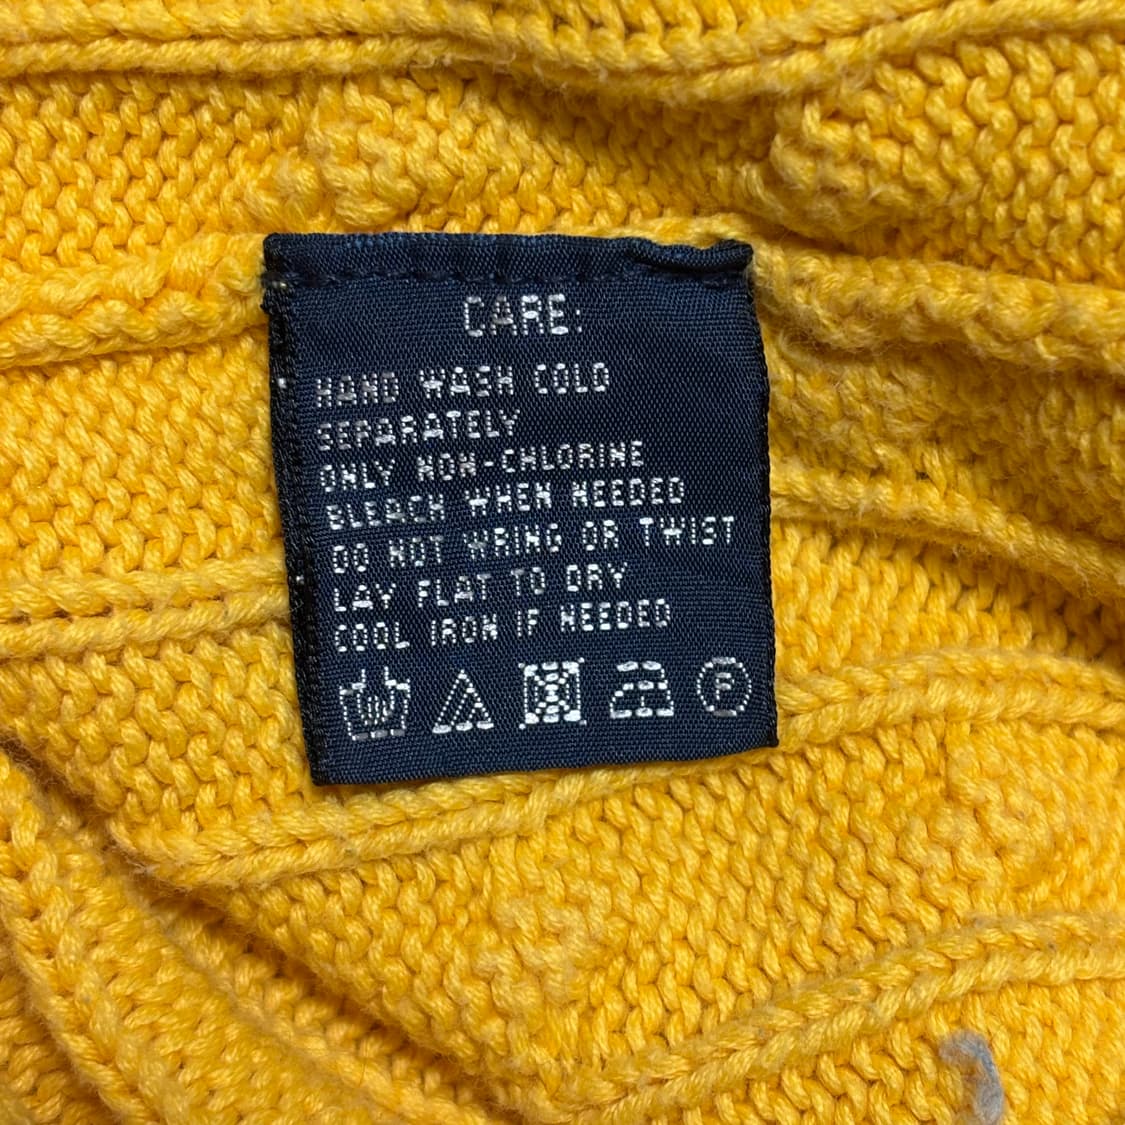 CARE:
HAND WASH COLD
SEPARATELY
ONLY NON-CHLORINE
BLEACH WHEN NEEDED
DO NOT WRING OR TWIST
LAY FLAT TO DRY
COOL IRON IF NEEDED
F